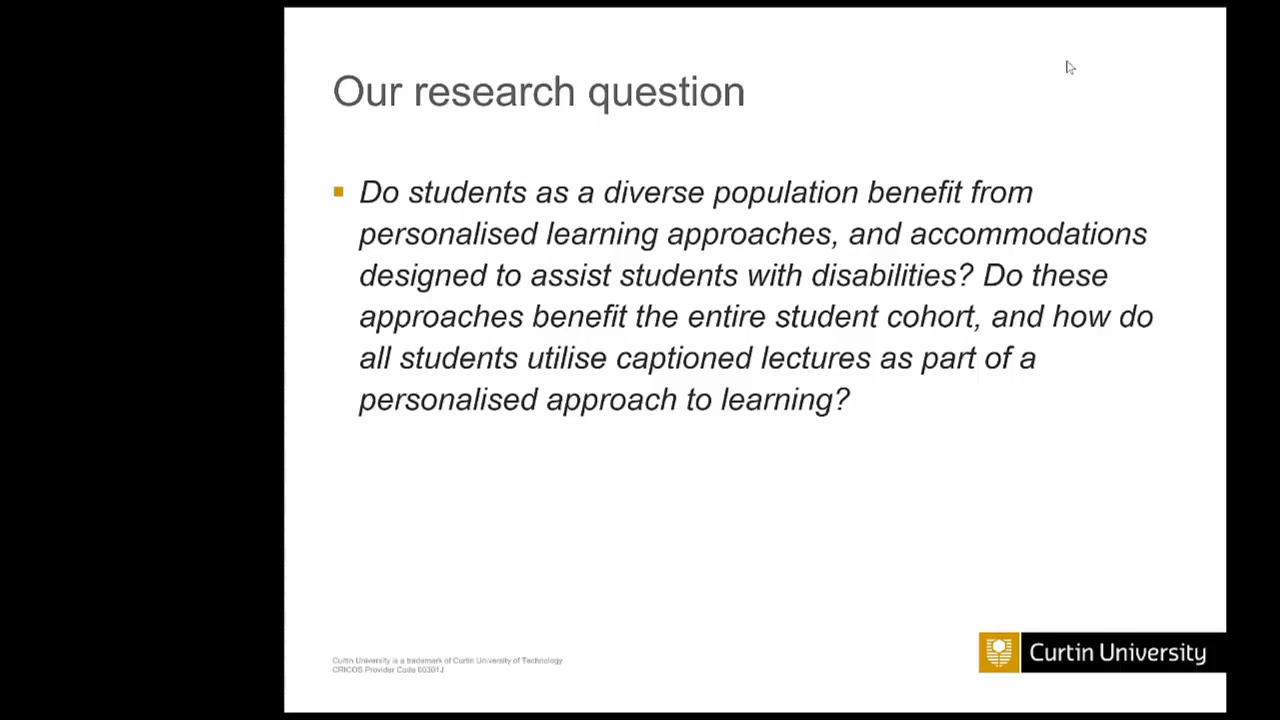 Our research question
Do students as a diverse population benefit from
personalised learning approaches, and accommodations
designed to assist students with disabilities? Do these
approaches benefit the entire student cohort, and how do
all students utilise captioned lectures as part of a
personalised approach to learning?
Curtin University is a trademark of Curtin University of Technology
CRICOS Provider Code 00301J
Curtin University